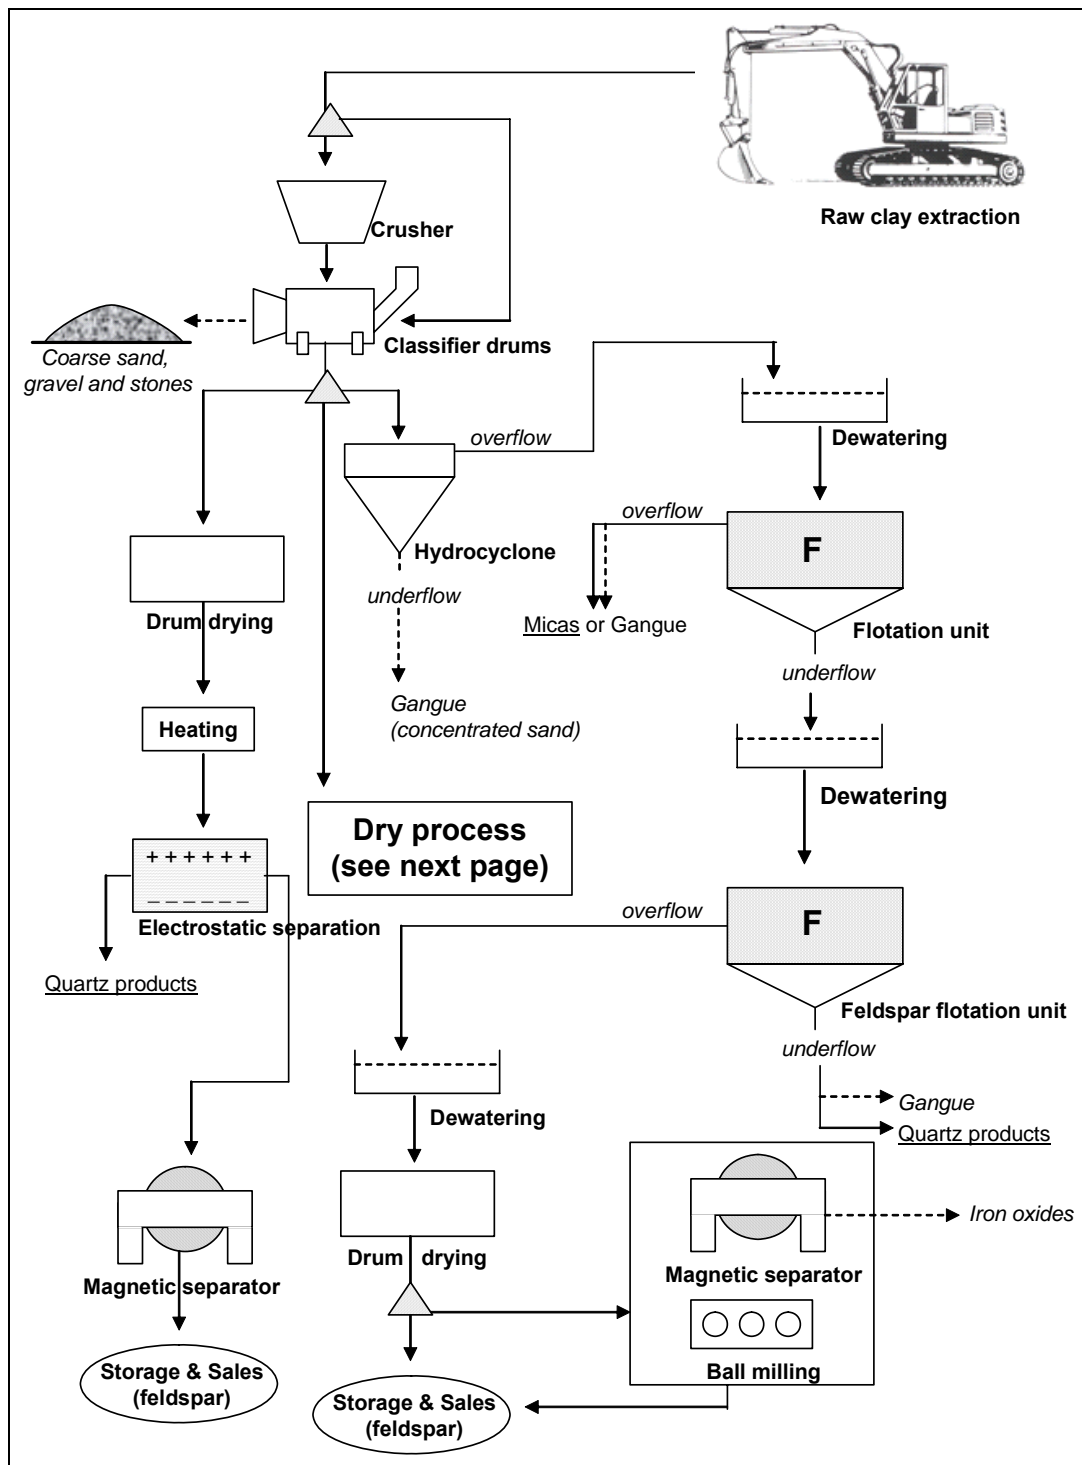 Raw clay extraction
Crusher
Classifier drums
Coarse sand,
gravel and stones
overflow
Dewatering
overflow
F
Hydrocyclone
underflow
Drum drying
Micas or Gangue
Flotation unit
underflow
Gangue
(concentrated sand)
Heating
Dewatering
Dry process
(see next page)
+ + + + + +
_ _ _ _ _ _
Electrostatic separation
overflow
F
Quartz products
Feldspar flotation unit
underflow
Gangue
Quartz products
Dewatering
Iron oxides
Drum drying
Magnetic separator
Magnetic separator
Ball milling
Storage & Sales
(feldspar)
Storage & Sales
(feldspar)